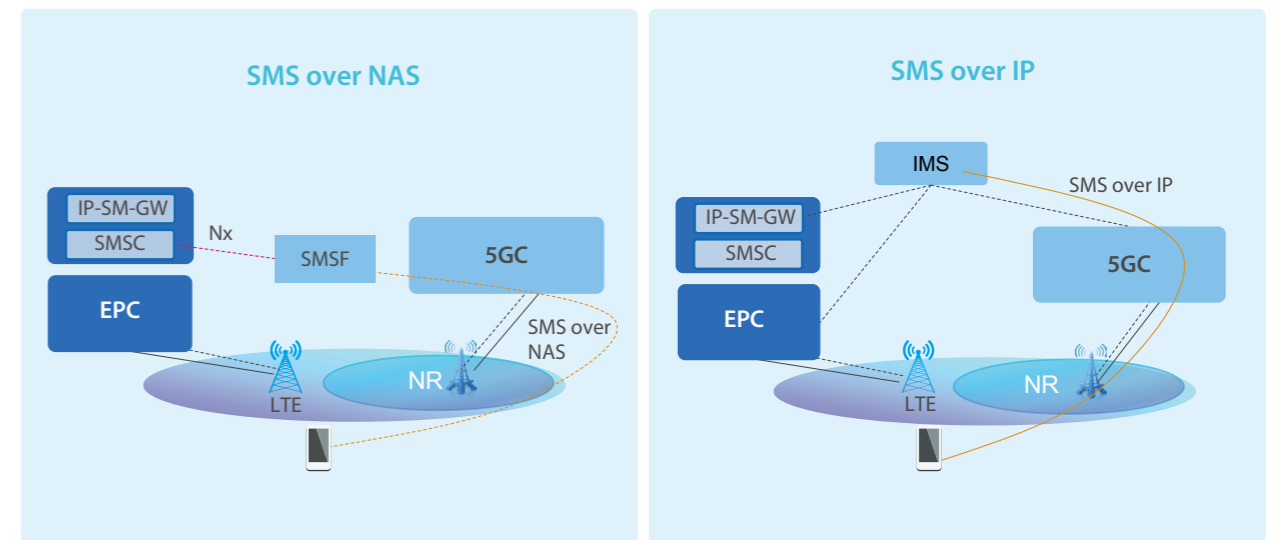 SMS over NAS
IP-SM-GW
SMSC
Nx
SMSF
5GC
EPC
SMS over
NAS
NR
LTE
SMS over IP
IMS
SMS over IP
IP-SM-GW
SMSC
5GC
EPC
NR
LTE